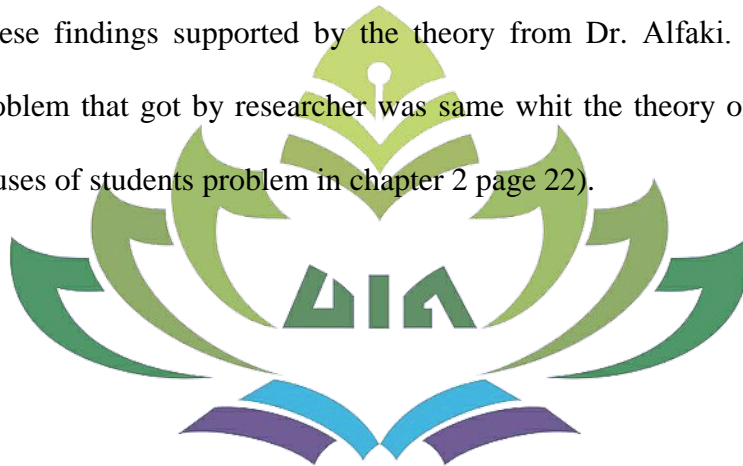 ese findings supported by the theory from Dr. Alfaki.
oblem that got by researcher was same whit the theory o
uses of students problem in chapter 2 page 22).